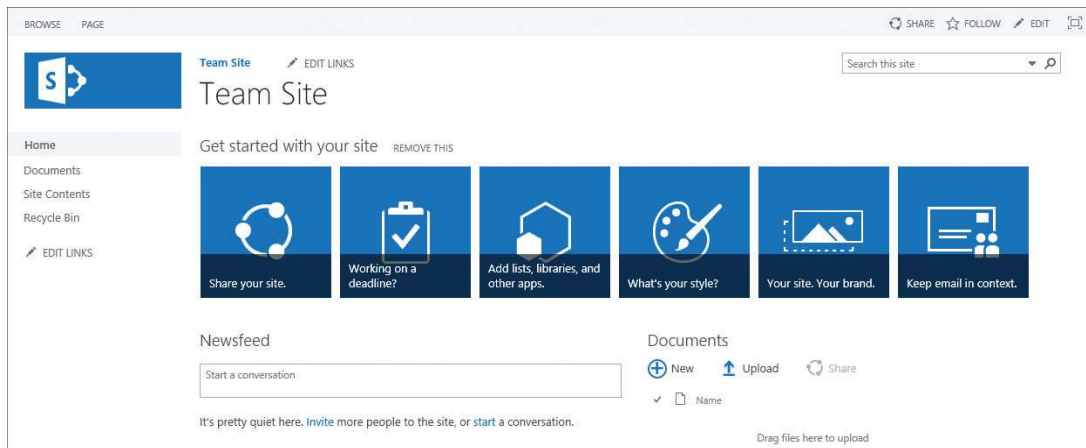 BROWSE PAGE
SHARE FOLLOW EDIT
S
Team Site EDIT LINKS
Search this site
Team Site
Home
Documents
Site Contents
Recycle Bin
EDIT LINKS
Get started with your site REMOVE THIS
Share your site.
Working on a
deadline?
Add lists, libraries, and
other apps.
What's your style?
Your site. Your brand.
Keep email in context.
Newsfeed
Start a conversation
It's pretty quiet here. Invite more people to the site, or start a conversation.
Documents
New Upload Share
Name
Drag files here to upload